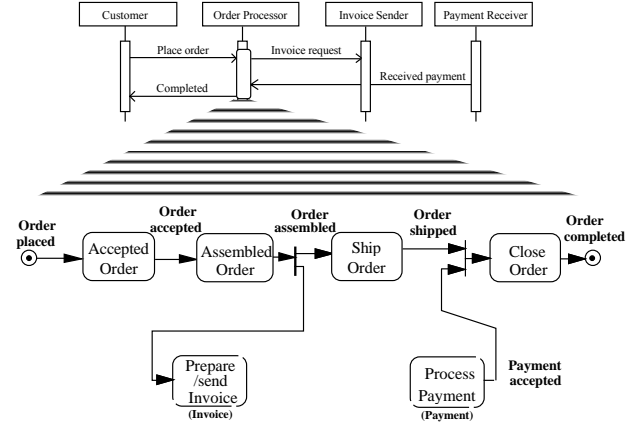 Customer
Order Processor
Invoice Sender
Payment Receiver
Place order
Invoice request
Received payment
Completed
Order
placed
Order
accepted
Order
assembled
Order
shipped
Order
completed
Accepted
Order
Assembled
Order
Ship
Order
Close
Order
Prepare
/send
Invoice
(Invoice)
Process
Payment
(Payment)
Payment
accepted